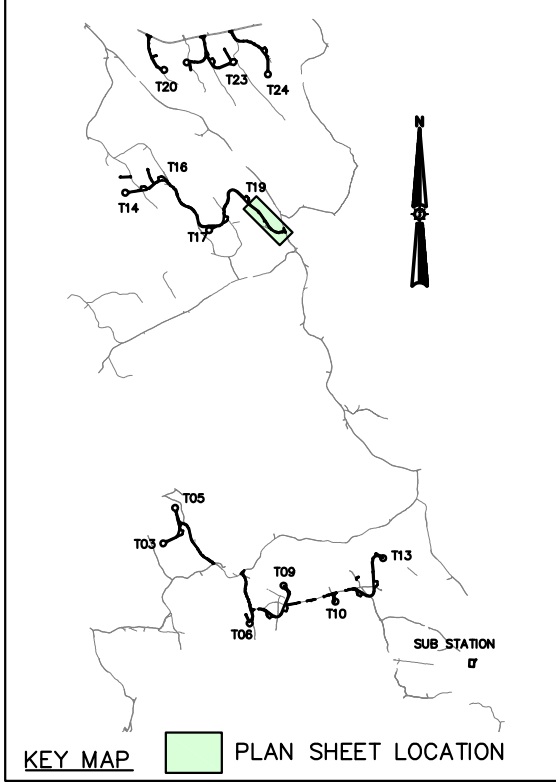 T20
T23
T24
N
T16
T14
T19
T17
T05
T03
T13
T09
T10
T06
SUB STATION
KEY MAP
PLAN SHEET LOCATION